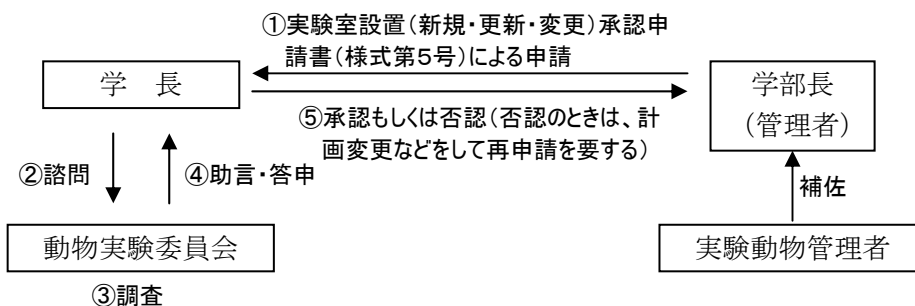 ①実験室設置(新規・更新・変更)承認申
請書(様式第5号)による申請
学　長
学部長
(管理者)
⑤承認もしくは否認(否認のときは、計
画変更などをして再申請を要する)
②諮問
④助言・答申
補佐
動物実験委員会
実験動物管理者
③調査